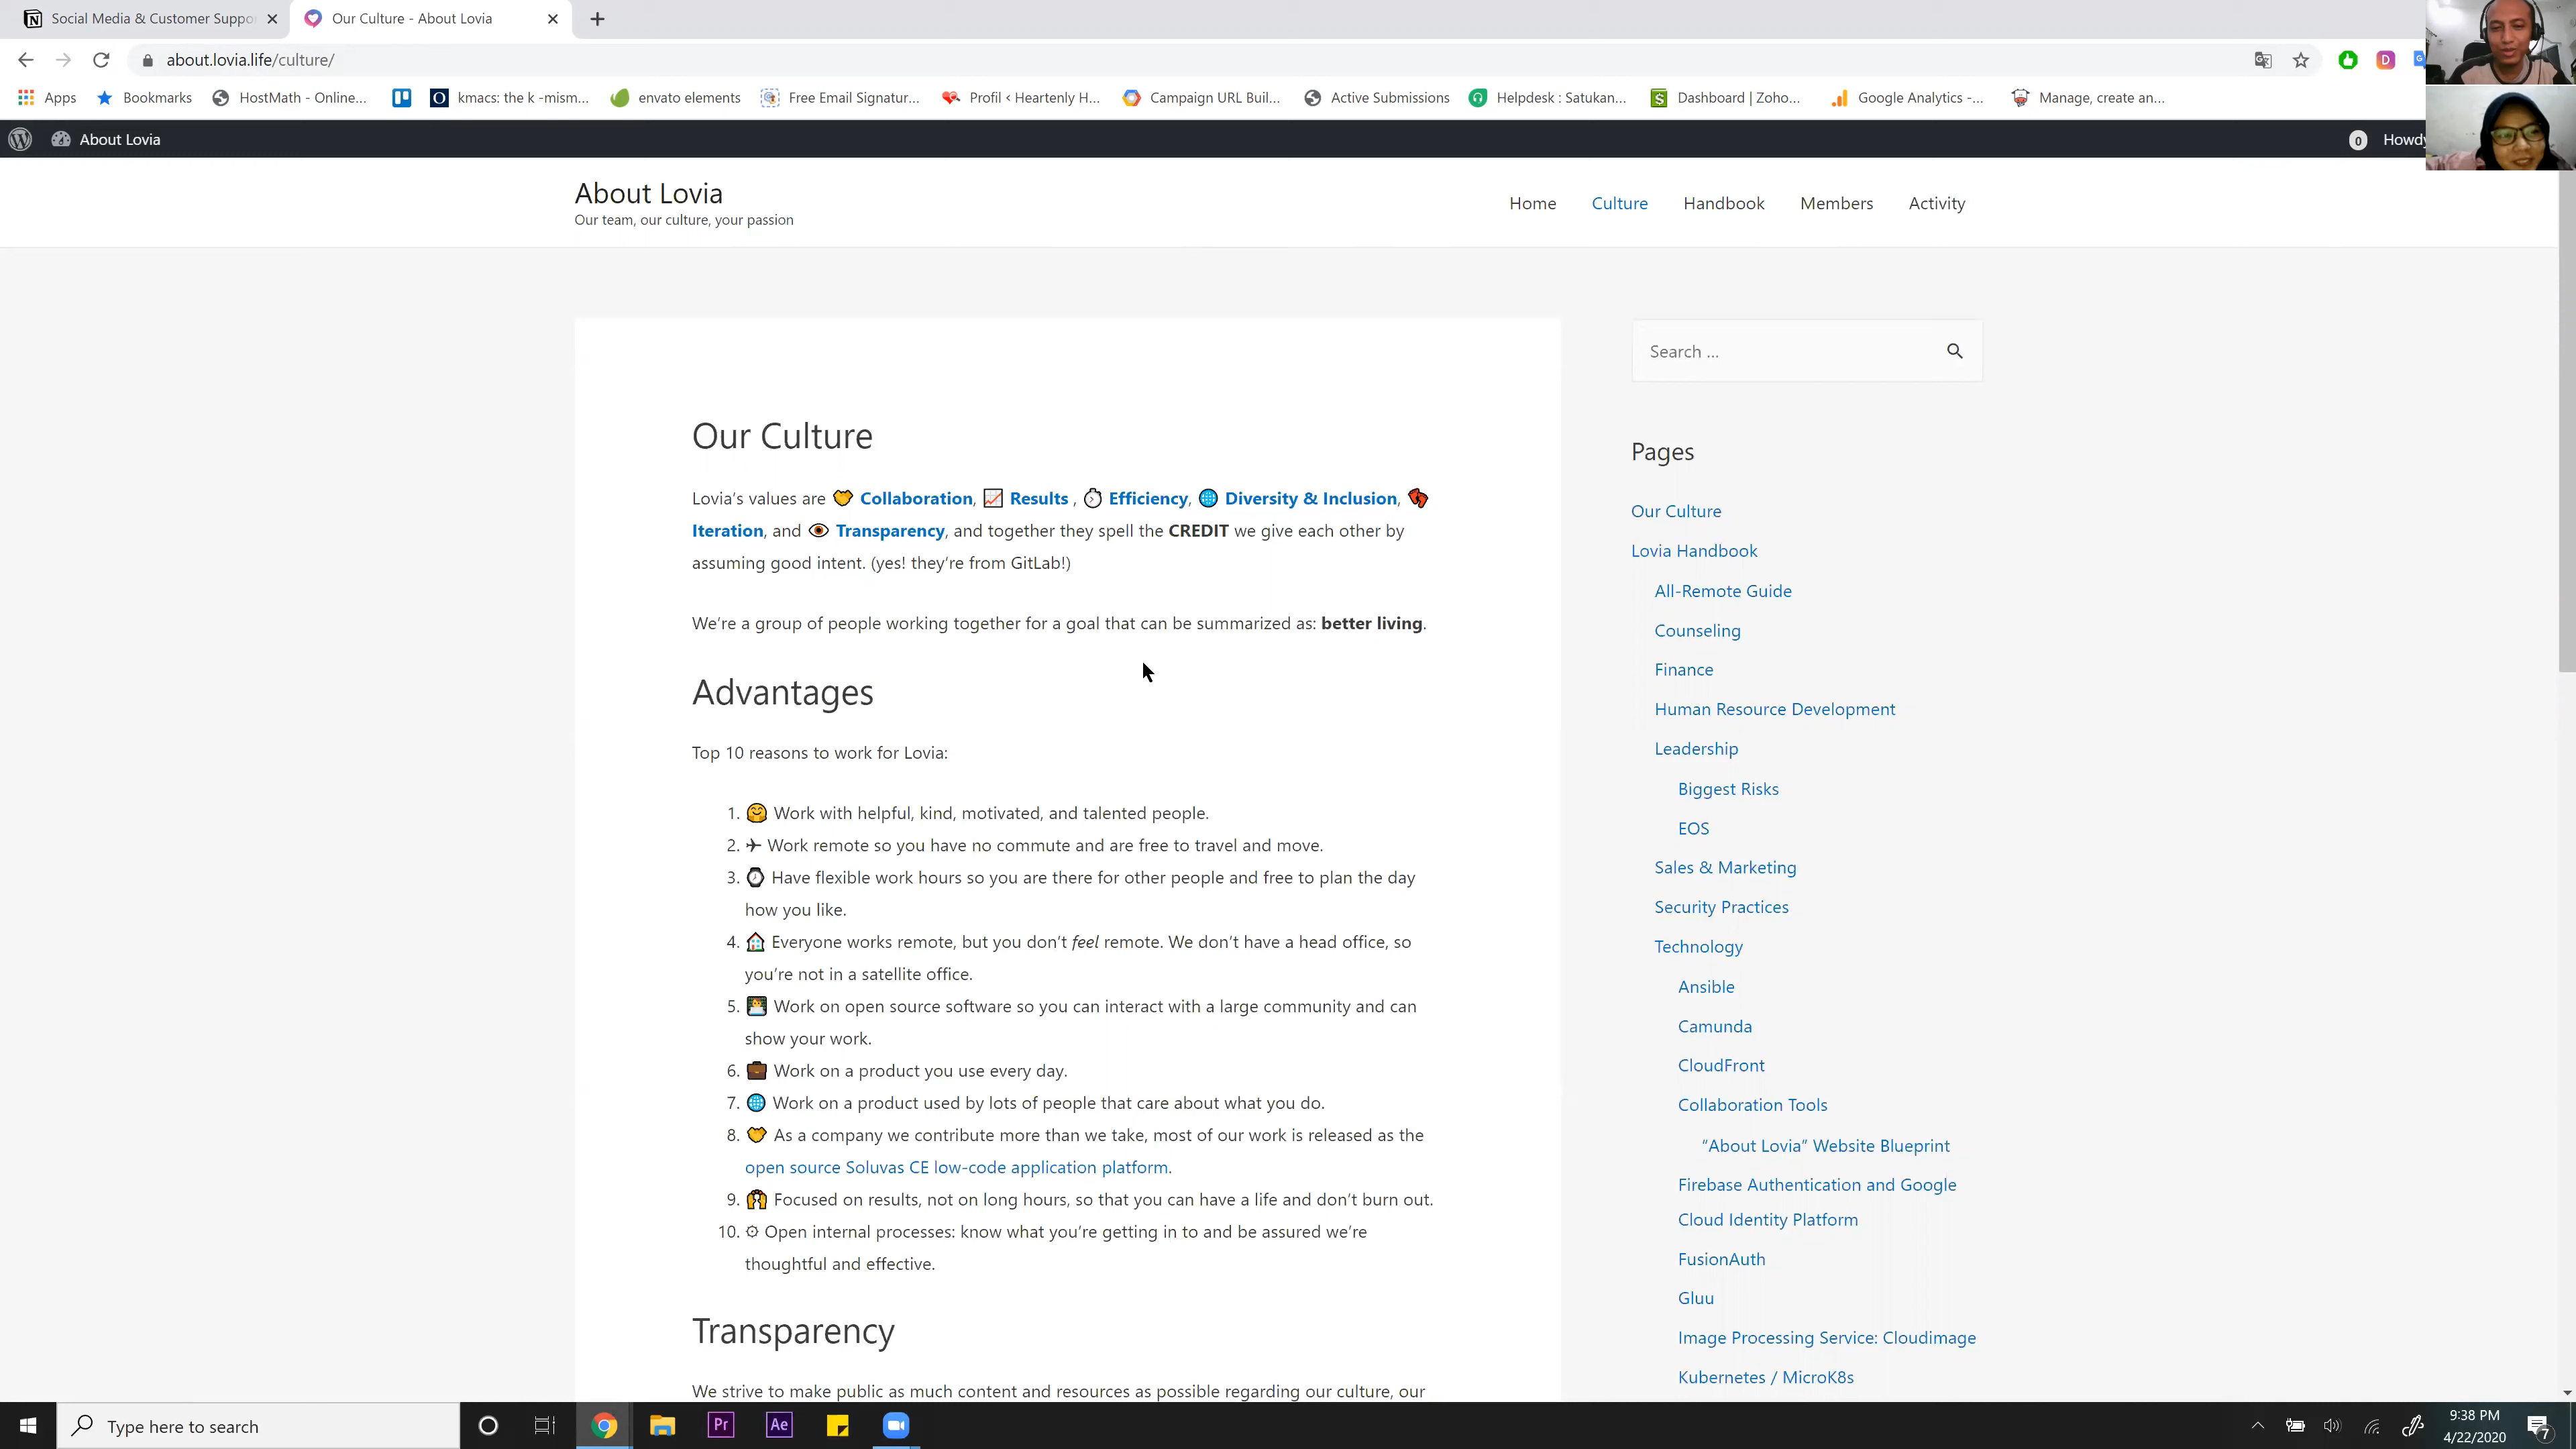 Social Media & Customer Suppo
Our Culture - About Lovia
about.lovia.life/culture/
Apps Bookmarks HostMath - Online... kmacs: the k -mism... envato elements Free Email Signatur... Profil < Heartenly H... Campaign URL Buil... Active Submissions Helpdesk : Satukan... Dashboard | Zoho... Google Analytics -... Manage, create an...
About Lovia
0 Howdy
About Lovia
Our team, our culture, your passion
Home Culture Handbook Members Activity
Our Culture
Lovia’s values are 🤝 Collaboration, 📈 Results , ⏱ Efficiency, 🌐 Diversity & Inclusion, 👣
Iteration, and 👁 Transparency, and together they spell the CREDIT we give each other by
assuming good intent. (yes! they’re from GitLab!)
We’re a group of people working together for a goal that can be summarized as: better living.
Advantages
Top 10 reasons to work for Lovia:
1. 🤗 Work with helpful, kind, motivated, and talented people.
2. ✈ Work remote so you have no commute and are free to travel and move.
3. ⌚ Have flexible work hours so you are there for other people and free to plan the day
how you like.
4. 🏠 Everyone works remote, but you don’t feel remote. We don’t have a head office, so
you’re not in a satellite office.
5. 👨‍💻 Work on open source software so you can interact with a large community and can
show your work.
6. 💼 Work on a product you use every day.
7. 🌐 Work on a product used by lots of people that care about what you do.
8. 🤝 As a company we contribute more than we take, most of our work is released as the
open source Soluvas CE low-code application platform.
9. 🙌 Focused on results, not on long hours, so that you can have a life and don’t burn out.
10. ⚙ Open internal processes: know what you’re getting in to and be assured we’re
thoughtful and effective.
Transparency
We strive to make public as much content and resources as possible regarding our culture, our
Search ...
Pages
Our Culture
Lovia Handbook
All-Remote Guide
Counseling
Finance
Human Resource Development
Leadership
Biggest Risks
EOS
Sales & Marketing
Security Practices
Technology
Ansible
Camunda
CloudFront
Collaboration Tools
“About Lovia” Website Blueprint
Firebase Authentication and Google
Cloud Identity Platform
FusionAuth
Gluu
Image Processing Service: Cloudimage
Kubernetes / MicroK8s
Type here to search
Pr Ae
9:38 PM
4/22/2020
7